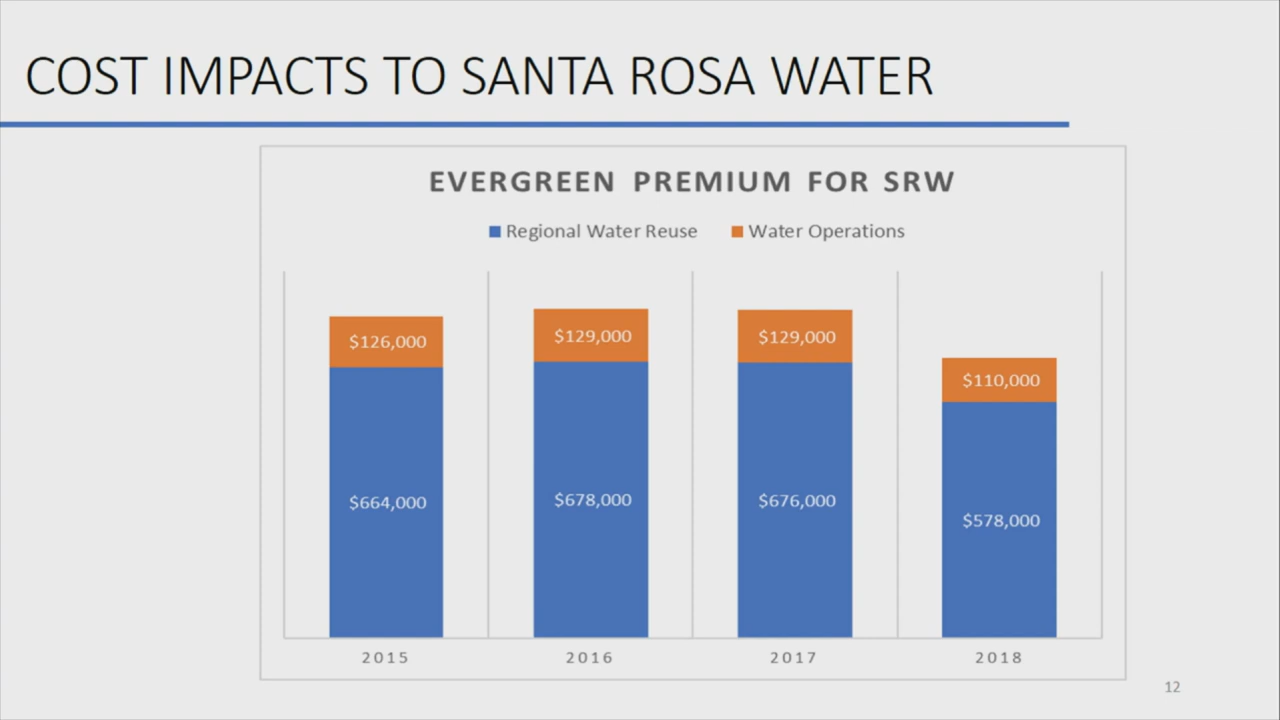 COST IMPACTS TO SANTA ROSA WATER
EVERGREEN PREMIUM FOR SRW
Regional Water Reuse Water Operations
$126,000 $129,000 $129,000 $110,000
$664,000 $678,000 $676,000 $578,000
2015 2016 2017 2018
12